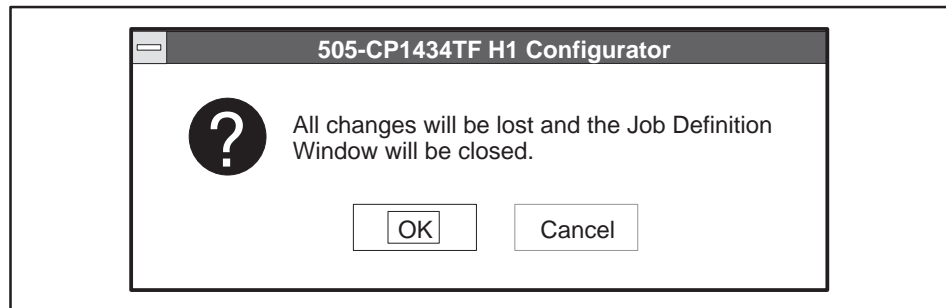 505-CP1434TF H1 Configurator
?
All changes will be lost and the Job Definition
Window will be closed.
OK
Cancel